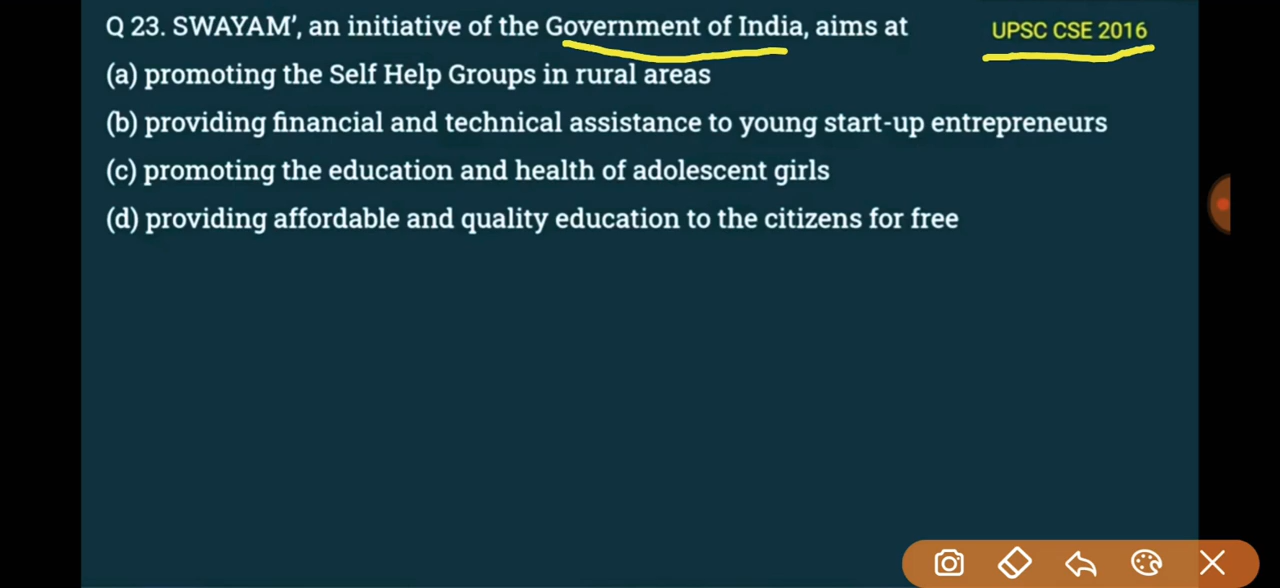 Q 23. SWAYAM’, an initiative of the Government of India, aims at
UPSC CSE 2016
(a) promoting the Self Help Groups in rural areas
(b) providing financial and technical assistance to young start-up entrepreneurs
(c) promoting the education and health of adolescent girls
(d) providing affordable and quality education to the citizens for free